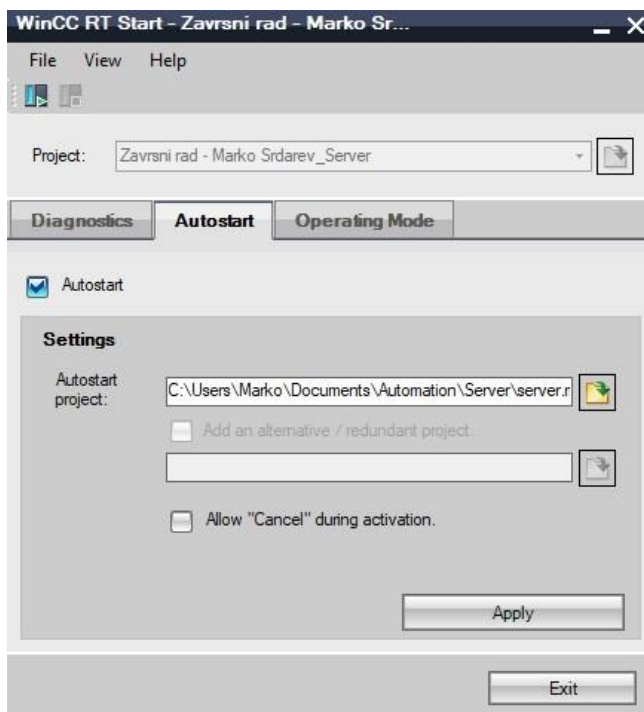 WinCC RT Start - Zavrsni rad - Marko Sr...
File View Help
Project: Zavrsni rad - Marko Srdarev_Server
Diagnostics Autostart Operating Mode
Autostart
Settings
Autostart project: C:\Users\Marko\Documents\Automation\Server\server.r
Add an alternative / redundant project.
Allow "Cancel" during activation.
Apply
Exit